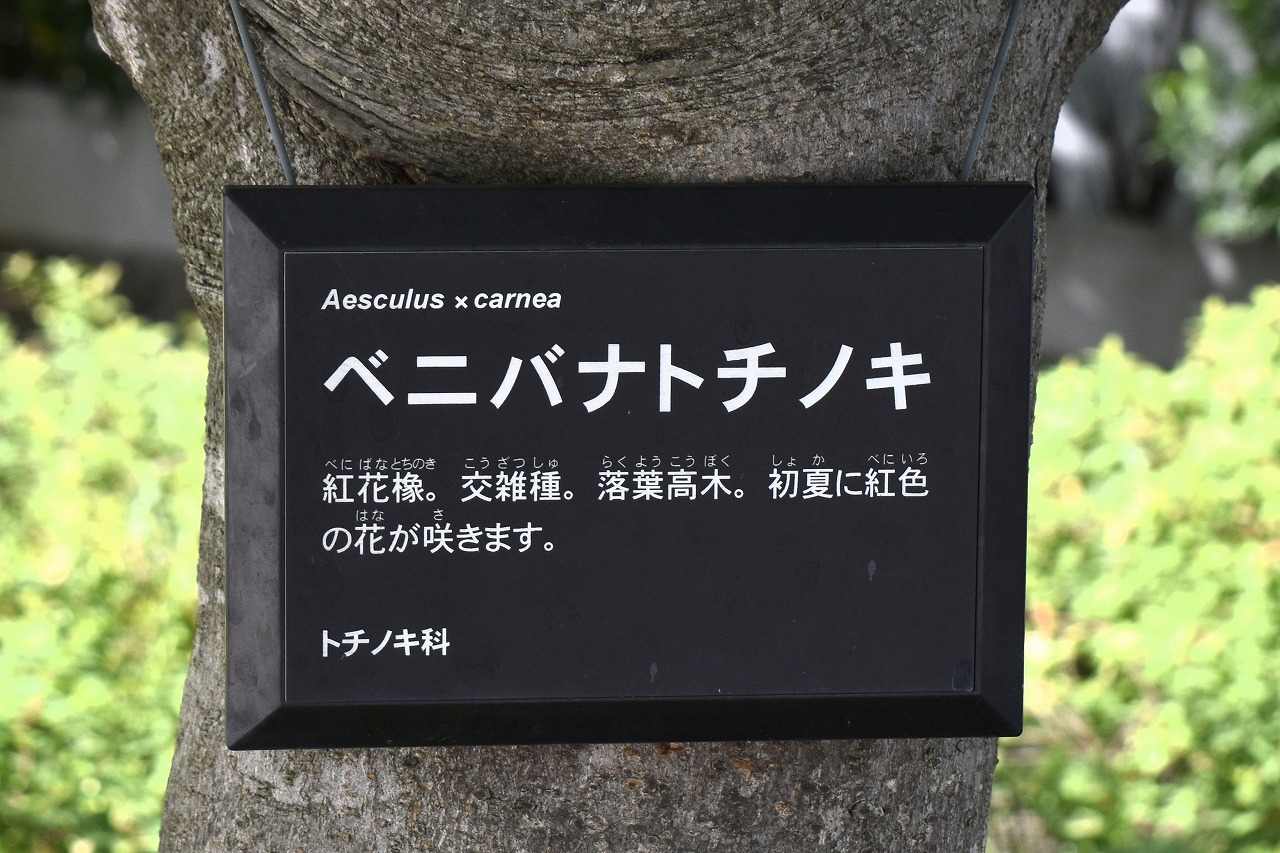 Aesculus × carnea
ベニバナトチノキ
べにばなとちのき こうざつしゅ らくようこうぼく しょか べにいろ
紅花橡。交雑種。落葉高木。初夏に紅色
はな さ
の花が咲きます。
トチノキ科